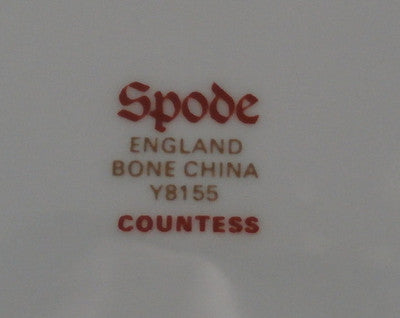 Spode
ENGLAND
BONE CHINA
Y8155
COUNTESS